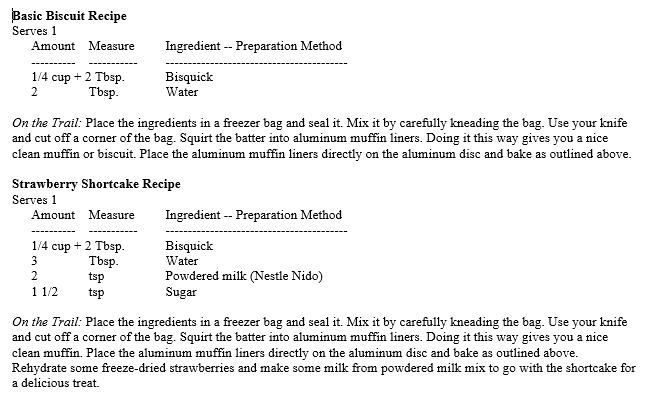 Basic Biscuit Recipe
Serves 1
Amount Measure Ingredient -- Preparation Method
---------- ----------- ------------------------------------------
1/4 cup + 2 Tbsp. Bisquick
2 Tbsp. Water
On the Trail: Place the ingredients in a freezer bag and seal it. Mix it by carefully kneading the bag. Use your knife
and cut off a corner of the bag. Squirt the batter into aluminum muffin liners. Doing it this way gives you a nice
clean muffin or biscuit. Place the aluminum muffin liners directly on the aluminum disc and bake as outlined above.
Strawberry Shortcake Recipe
Serves 1
Amount Measure Ingredient -- Preparation Method
---------- ----------- ------------------------------------------
1/4 cup + 2 Tbsp. Bisquick
3 Tbsp. Water
2 tsp Powdered milk (Nestle Nido)
1 1/2 tsp Sugar
On the Trail: Place the ingredients in a freezer bag and seal it. Mix it by carefully kneading the bag. Use your knife
and cut off a corner of the bag. Squirt the batter into aluminum muffin liners. Doing it this way gives you a nice
clean muffin. Place the aluminum muffin liners directly on the aluminum disc and bake as outlined above.
Rehydrate some freeze-dried strawberries and make some milk from powdered milk mix to go with the shortcake for
a delicious treat.